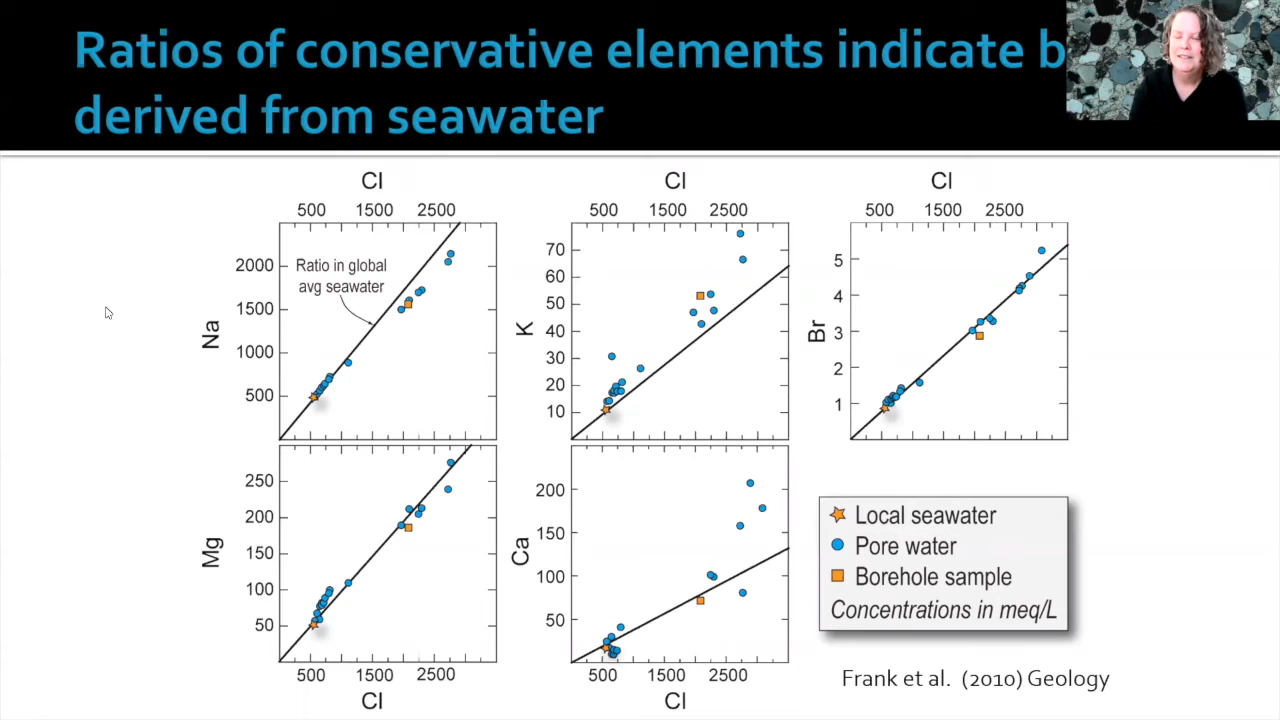 Ratios of conservative elements indicate b
derived from seawater
Cl
500 1500 2500
Na
2000
1500
1000
500
Ratio in global
avg seawater
Cl
500 1500 2500
K
70
60
50
40
30
20
10
Cl
500 1500 2500
Br
5
4
3
2
1
Mg
250
200
150
100
50
500 1500 2500
Cl
Ca
200
150
100
50
500 1500 2500
Cl
Local seawater
Pore water
Borehole sample
Concentrations in meq/L
Frank et al. (2010) Geology